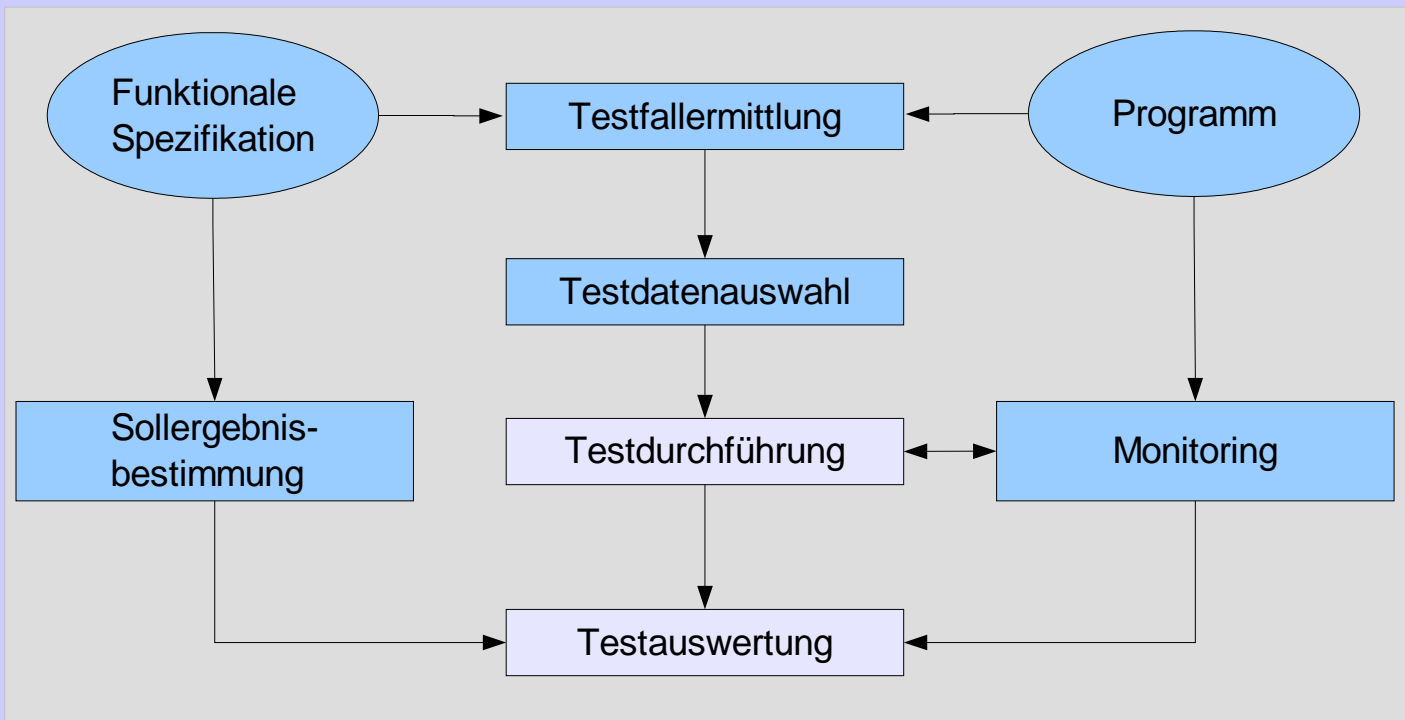 Funktionale
Spezifikation
Testfallermittlung
Programm
Testdatenauswahl
Sollergebnis-
bestimmung
Testdurchführung
Monitoring
Testauswertung